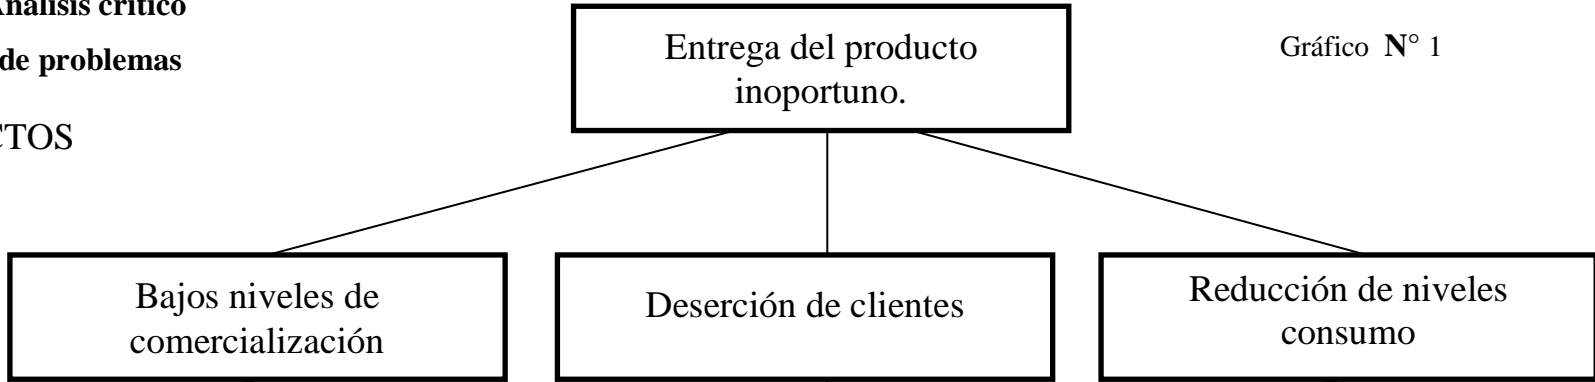 Análisis crítico
de problemas
CTOS
Entrega del producto
inoportuno.
Gráfico N° 1
Bajos niveles de
comercialización
Deserción de clientes
Reducción de niveles
consumo